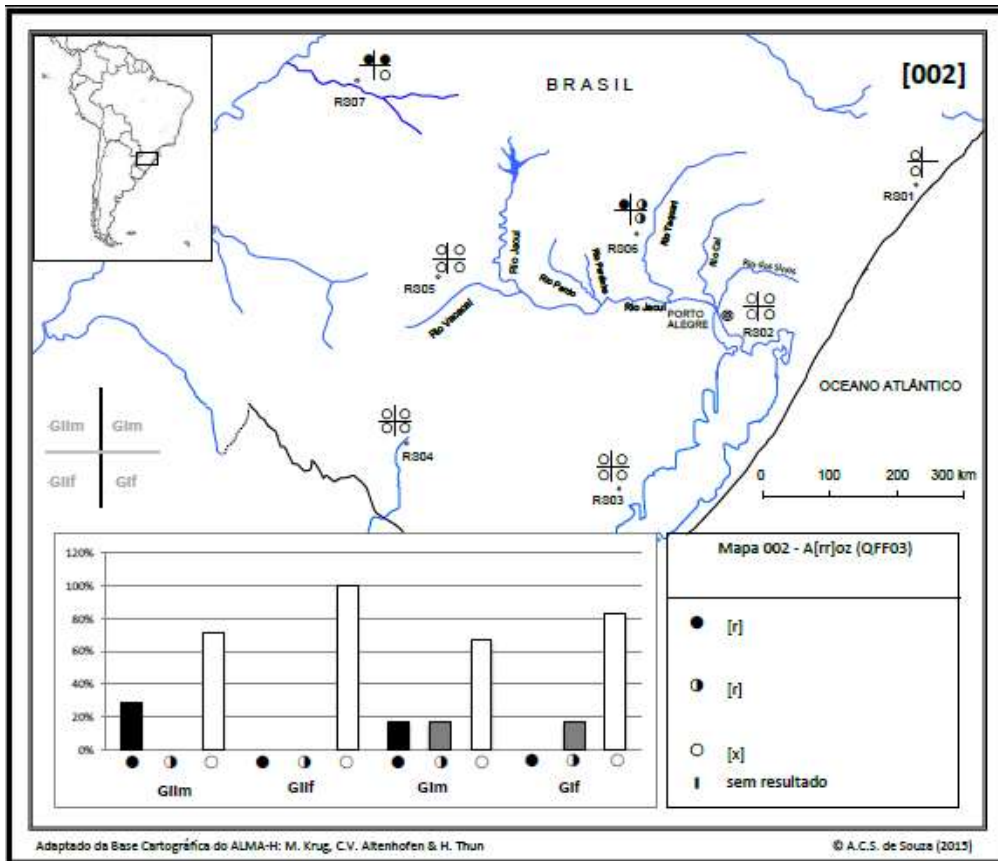 BRASIL
[002]
RS07
RS01
RS06
Rio Taquari
Rio Caí
Rio dos Sinos
Rio Jacuí
RS05
Rio Pardo
Rio Vacacaí
Rio Jacuí
PORTO
ALEGRE
RS02
OCEANO ATLÂNTICO
GIIm GIm
GIIf GIf
RS04
RS03
0 100 200 300 km
120%
100%
80%
60%
40%
20%
0%
GIIm GIIf GIm GIf
Mapa 002 - A[rr]oz (QFF03)
[r]
[r]
[x]
sem resultado
Adaptado da Base Cartográfica do ALMA-H: M. Krug, C.V. Altenhofen & H. Thun
© A.C.S. de Souza (2015)